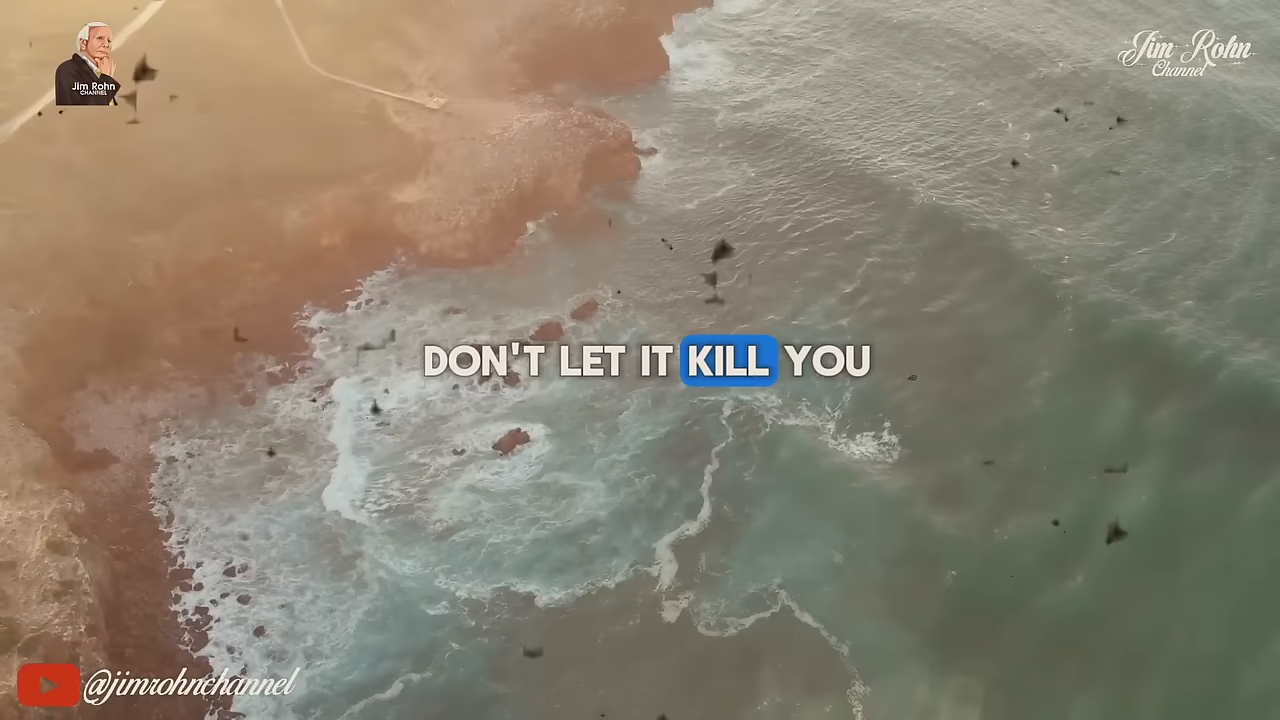 Jim Rohn
CHANNEL
Jim Rohn
Channel
DON'T LET IT KILL YOU
@jimrohnchannel